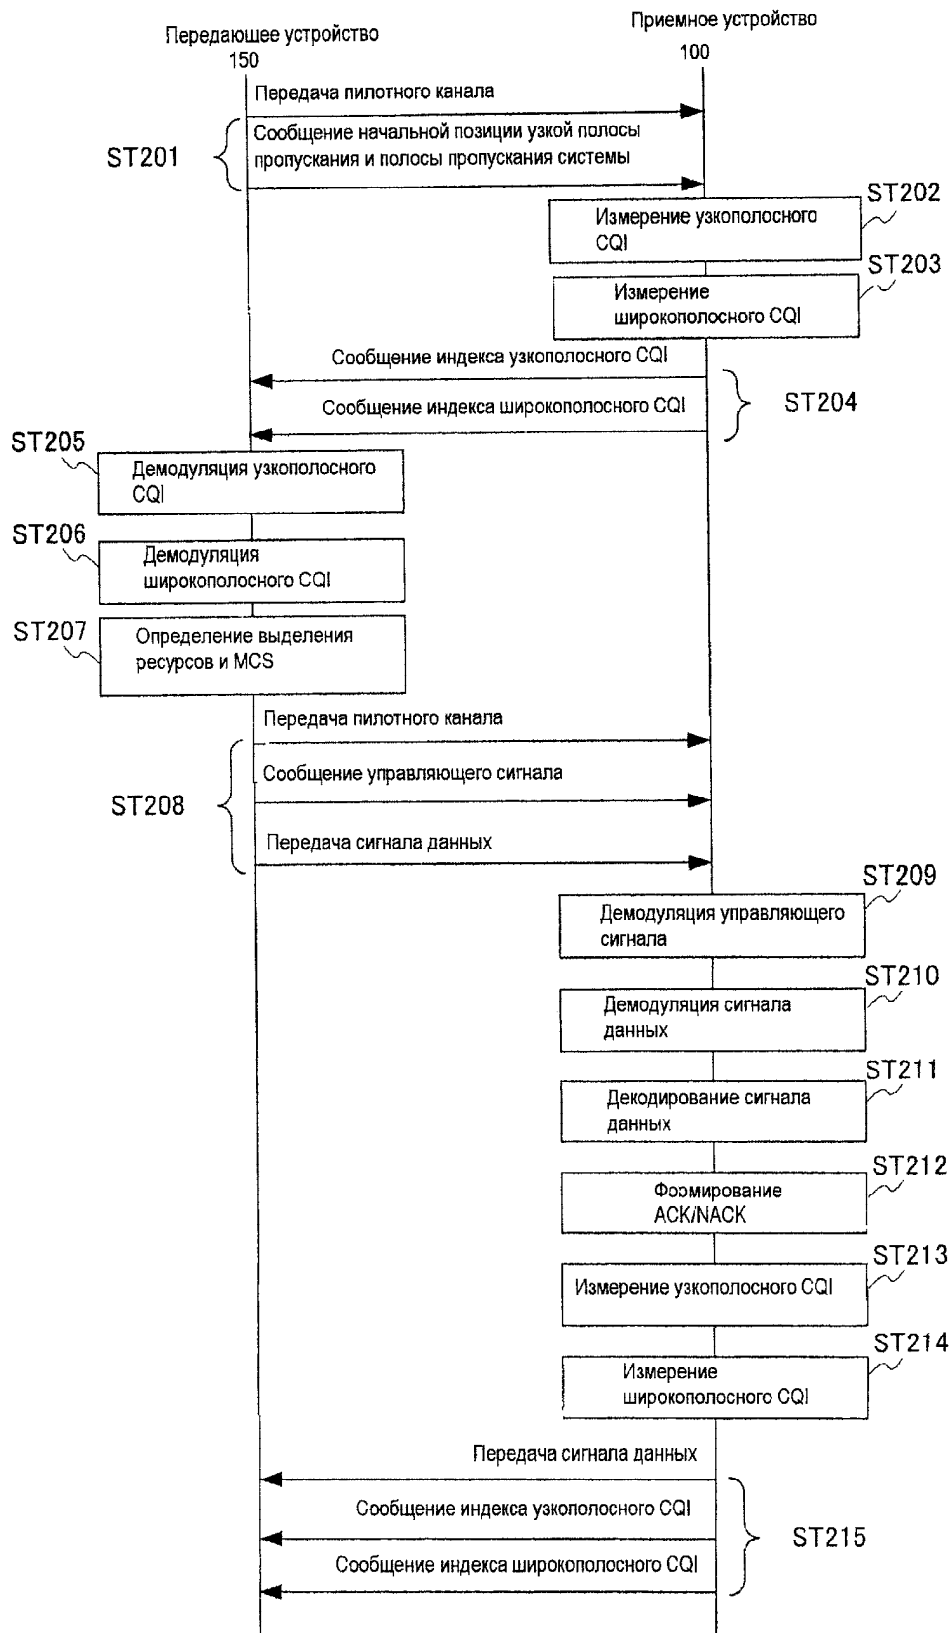 Передающее устройство
150
Приемное устройство
100
Передача пилотного канала
ST201
Сообщение начальной позиции узкой полосы
пропускания и полосы пропускания системы
ST202
Измерение узкополосного
CQI
ST203
Измерение
широкополосного CQI
Сообщение индекса узкополосного CQI
Сообщение индекса широкополосного CQI
ST204
ST205
Демодуляция узкополосного
CQI
ST206
Демодуляция
широкополосного CQI
ST207
Определение выделения
ресурсов и MCS
Передача пилотного канала
Сообщение управляющего сигнала
ST208
Передача сигнала данных
ST209
Демодуляция управляющего
сигнала
ST210
Демодуляция сигнала
данных
ST211
Декодирование сигнала
данных
ST212
Формирование
ACK/NACK
ST213
Измерение узкополосного CQI
ST214
Измерение
широкополосного CQI
Передача сигнала данных
Сообщение индекса узкополосного CQI
ST215
Сообщение индекса широкополосного CQI